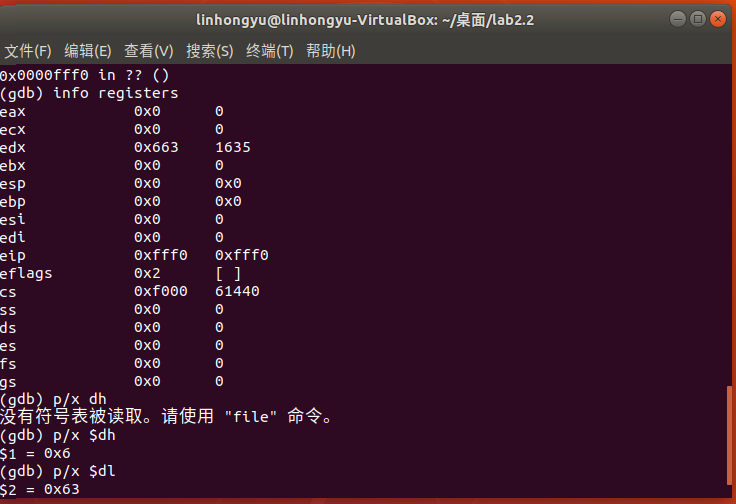 linhongyu@linhongyu-VirtualBox: ~/桌面/lab2.2
文件(F) 编辑(E) 查看(V) 搜索(S) 终端(T) 帮助(H)
0x0000fff0 in ?? ()
(gdb) info registers
eax 0x0 0
ecx 0x0 0
edx 0x663 1635
ebx 0x0 0
esp 0x0 0x0
ebp 0x0 0x0
esi 0x0 0
edi 0x0 0
eip 0xfff0 0xfff0
eflags 0x2 [ ]
cs 0xf000 61440
ss 0x0 0
ds 0x0 0
es 0x0 0
fs 0x0 0
gs 0x0 0
(gdb) p/x dh
没有符号表被读取。请使用 "file" 命令。
(gdb) p/x $dh
$1 = 0x6
(gdb) p/x $dl
$2 = 0x63